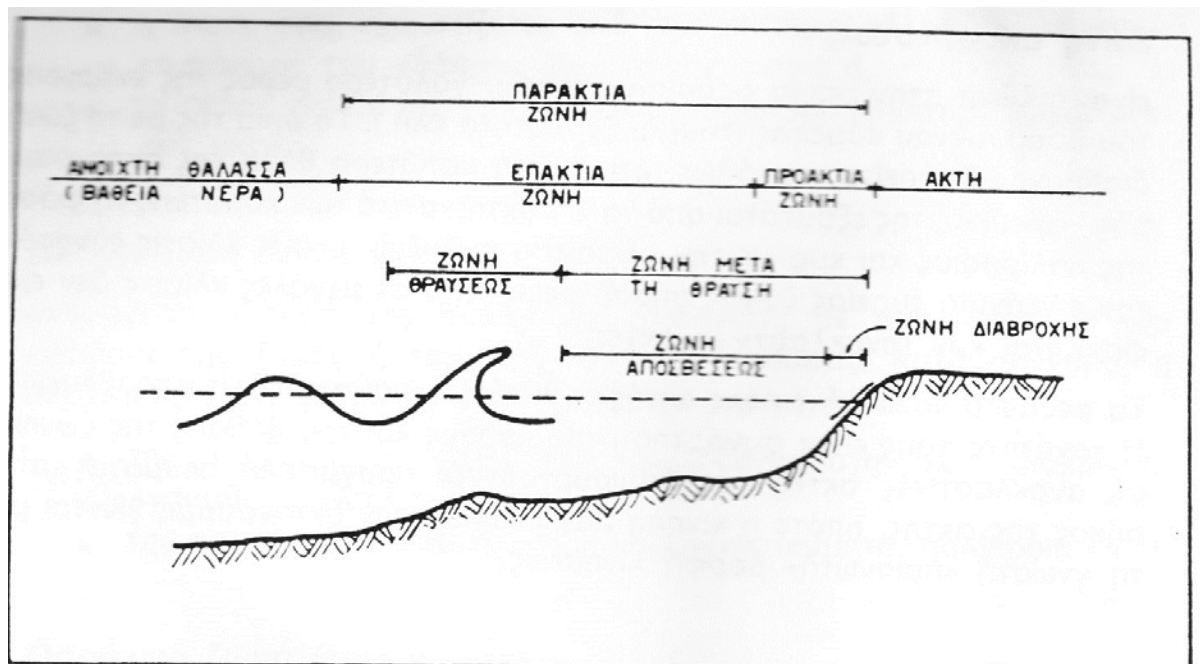 ΠΑΡΑΚΤΙΑ
ΖΩΝΗ
ΑΝΟΙΧΤΗ ΘΑΛΑΣΣΑ
(ΒΑΘΕΙΑ ΝΕΡΑ)
ΕΠΑΚΤΙΑ
ΖΩΝΗ
ΠΡΟΑΚΤΙΑ
ΖΩΝΗ
ΑΚΤΗ
ΖΩΝΗ
ΘΡΑΥΣΕΩΣ
ΖΩΝΗ ΜΕΤΑ
ΤΗ ΘΡΑΥΣΗ
ΖΩΝΗ ΔΙΑΒΡΟΧΗΣ
ΖΩΝΗ
ΑΠΟΣΒΕΣΕΩΣ